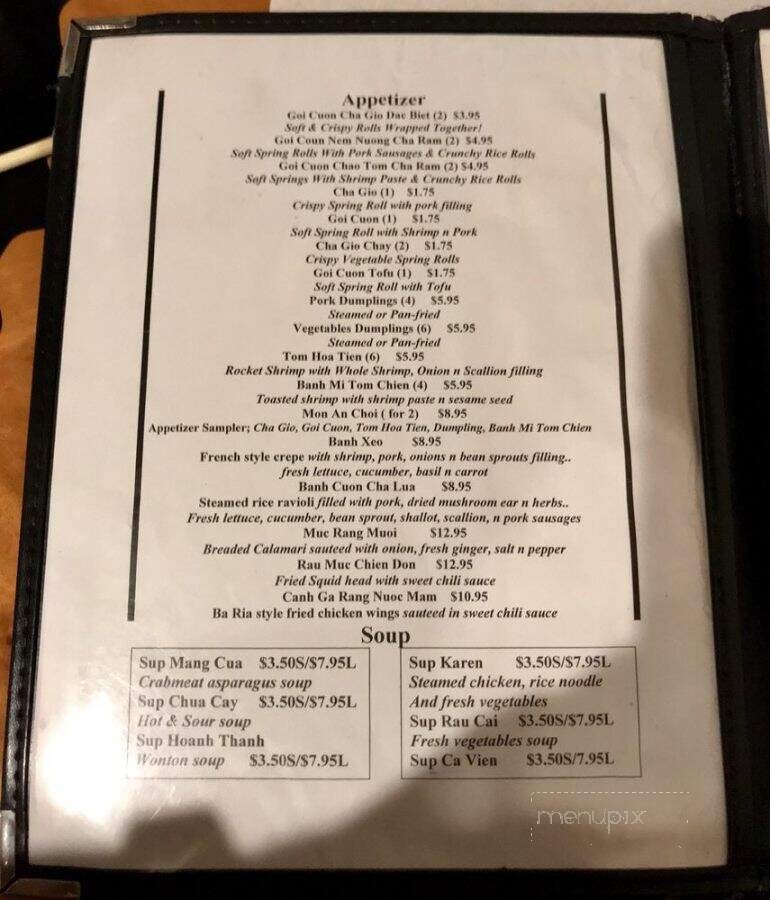 Appetizer
Goi Cuon Cha Gio Dac Biet (2) $3.95
Soft & Crispy Rolls Wrapped Together!
Goi Coun Nem Nuong Cha Ram (2) $4.95
Soft Spring Rolls With Pork Sausages & Crunchy Rice Rolls
Goi Cuon Chao Tom Cha Ram (2) $4.95
Soft Springs With Shrimp Paste & Crunchy Rice Rolls
Cha Gio (1) $1.75
Crispy Spring Roll with pork filling
Goi Cuon (1) $1.75
Soft Spring Roll with Shrimp n Pork
Cha Gio Chay (2) $1.75
Crispy Vegetable Spring Rolls
Goi Cuon Tofu (1) $1.75
Soft Spring Roll with Tofu
Pork Dumplings (4) $5.95
Steamed or Pan-fried
Vegetables Dumplings (6) $5.95
Steamed or Pan-fried
Tom Hoa Tien (6) $5.95
Rocket Shrimp with Whole Shrimp, Onion n Scallion filling
Banh Mi Tom Chien (4) $5.95
Toasted shrimp with shrimp paste n sesame seed
Mon An Choi ( for 2) $8.95
Appetizer Sampler; Cha Gio, Goi Cuon, Tom Hoa Tien, Dumpling, Banh Mi Tom Chien
Banh Xeo $8.95
French style crepe with shrimp, pork, onions n bean sprouts filling..
fresh lettuce, cucumber, basil n carrot
Banh Cuon Cha Lua $8.95
Steamed rice ravioli filled with pork, dried mushroom ear n herbs..
Fresh lettuce, cucumber, bean sprout, shallot, scallion, n pork sausages
Muc Rang Muoi $12.95
Breaded Calamari sauteed with onion, fresh ginger, salt n pepper
Rau Muc Chien Don $12.95
Fried Squid head with sweet chili sauce
Canh Ga Rang Nuoc Mam $10.95
Ba Ria style fried chicken wings sauteed in sweet chili sauce
Soup
Sup Mang Cua $3.50S/$7.95L
Crabmeat asparagus soup
Sup Chua Cay $3.50S/$7.95L
Hot & Sour soup
Sup Hoanh Thanh
Wonton soup $3.50S/$7.95L
Sup Karen $3.50S/$7.95L
Steamed chicken, rice noodle
And fresh vegetables
Sup Rau Cai $3.50S/$7.95L
Fresh vegetables soup
Sup Ca Vien $3.50S/7.95L
menupix